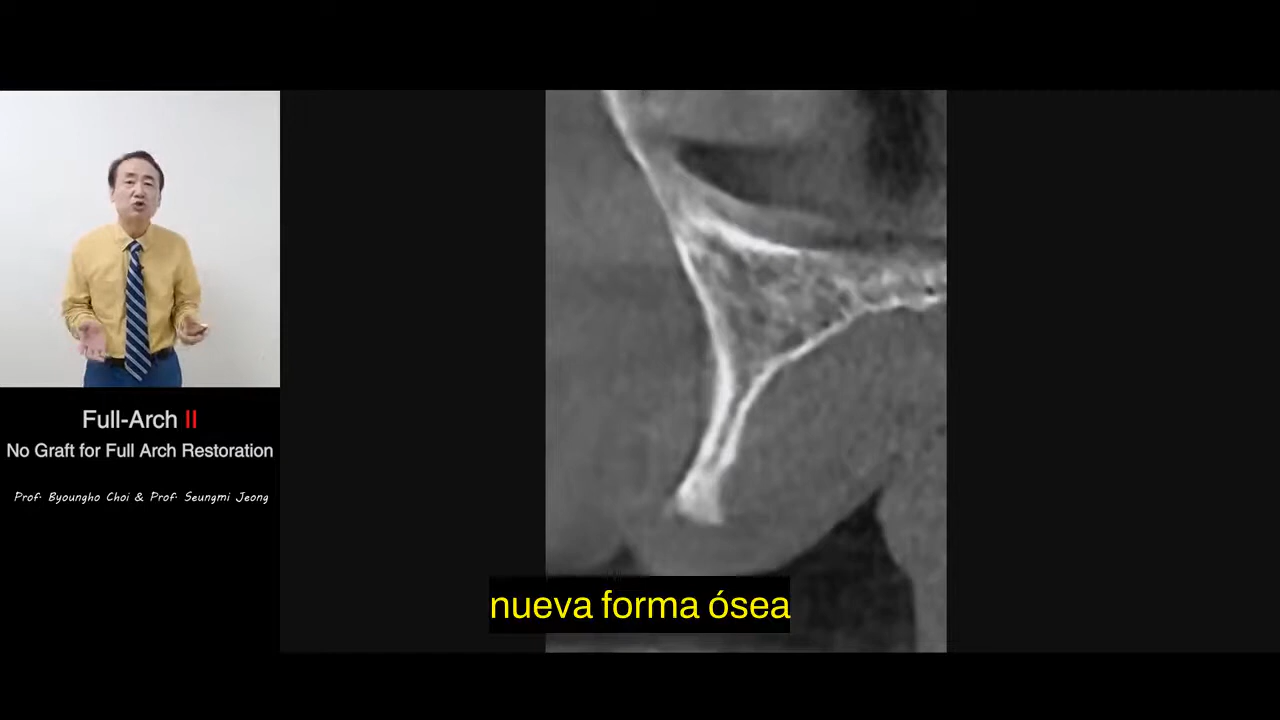 Full-Arch II
No Graft for Full Arch Restoration
Prof. Byoungho Choi & Prof. Seungmi Jeong
nueva forma ósea